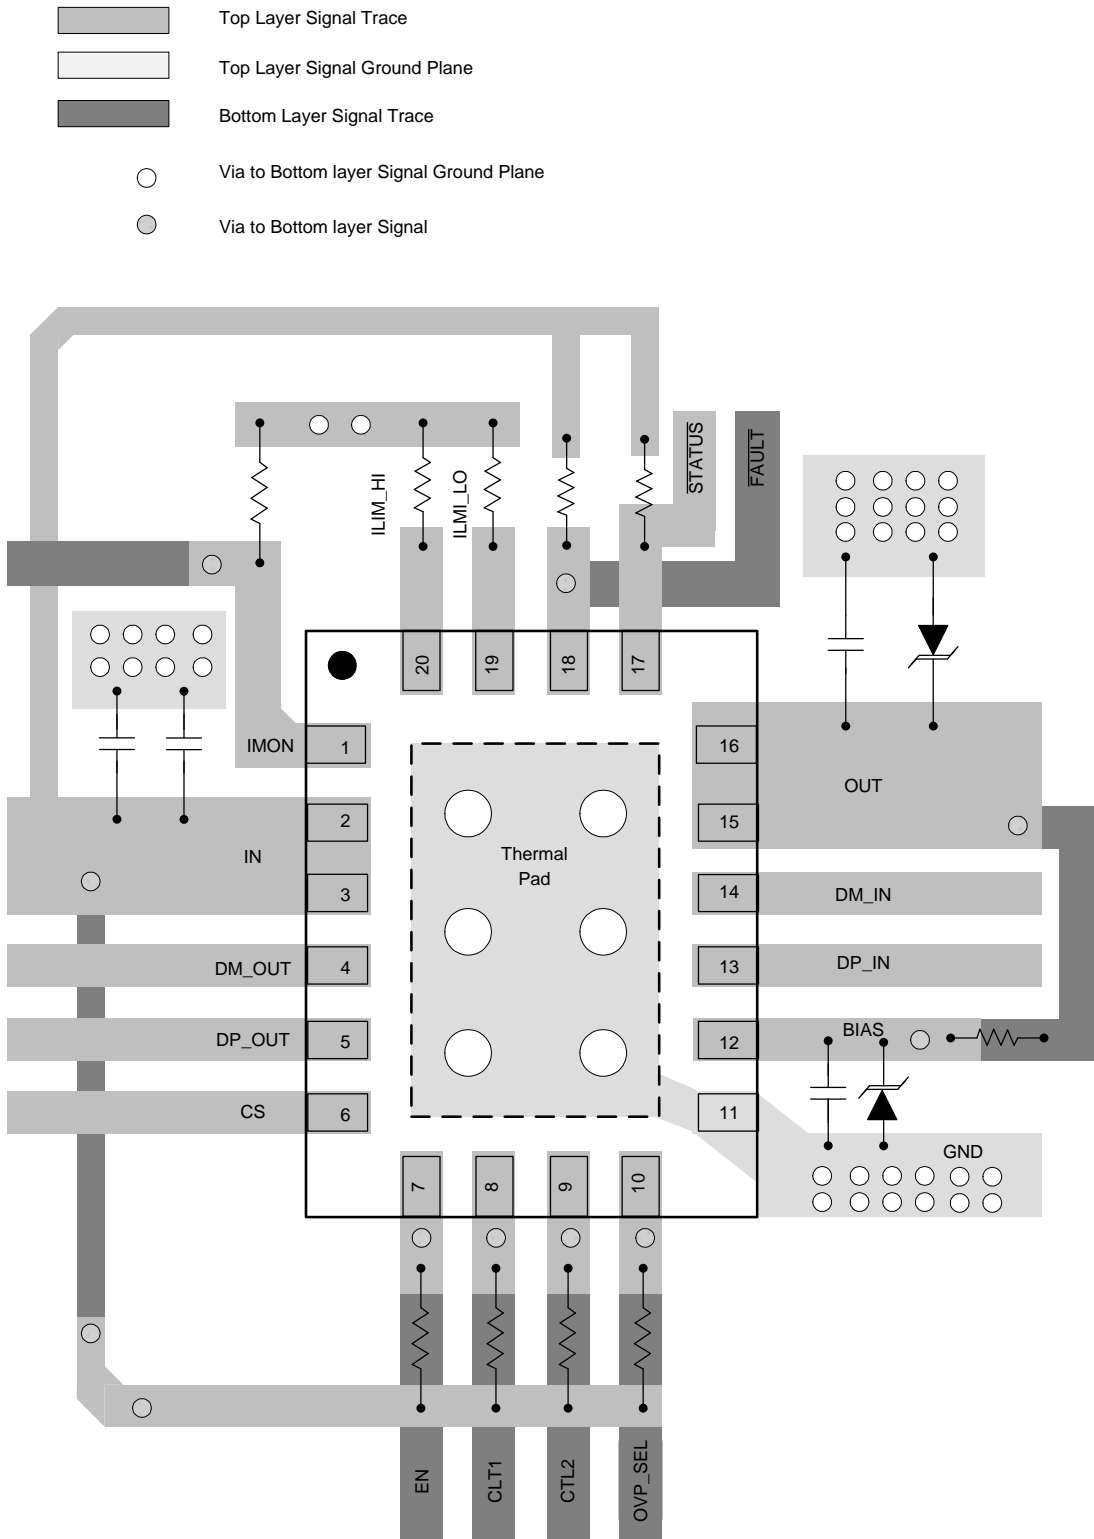 Top Layer Signal Trace
Top Layer Signal Ground Plane
Bottom Layer Signal Trace
Via to Bottom layer Signal Ground Plane
Via to Bottom layer Signal
ILIM_HI
ILMI_LO
STATUS
FAULT
20
19
18
17
IMON
1
16
OUT
2
15
IN
3
Thermal
Pad
14
DM_IN
DM_OUT
4
13
DP_IN
DP_OUT
5
12
BIAS
CS
6
11
GND
7
8
9
10
EN
CLT1
CTL2
OVP_SEL